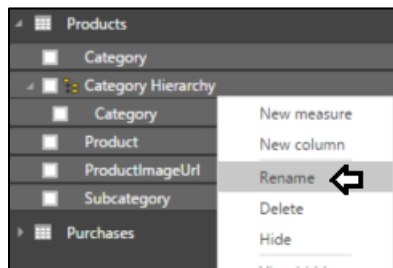 Products
Category
Category Hierarchy
Category
New measure
Product
New column
ProductImageUrl
Rename
Subcategory
Delete
Purchases
Hide